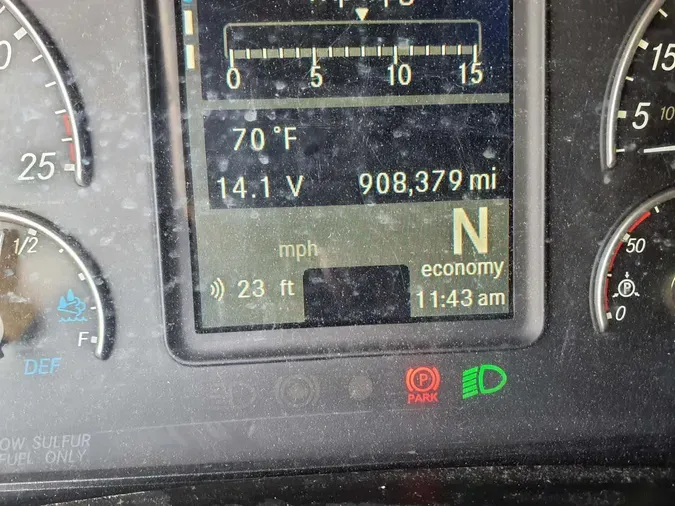 0 5 10 15
70 °F
14.1 V 908,379 mi
N
mph
economy
23 ft
11:43 am
0
25
1/2
F
DEF
15
5 10
50
P
0
P
PARK
OW SULFUR
FUEL ONLY